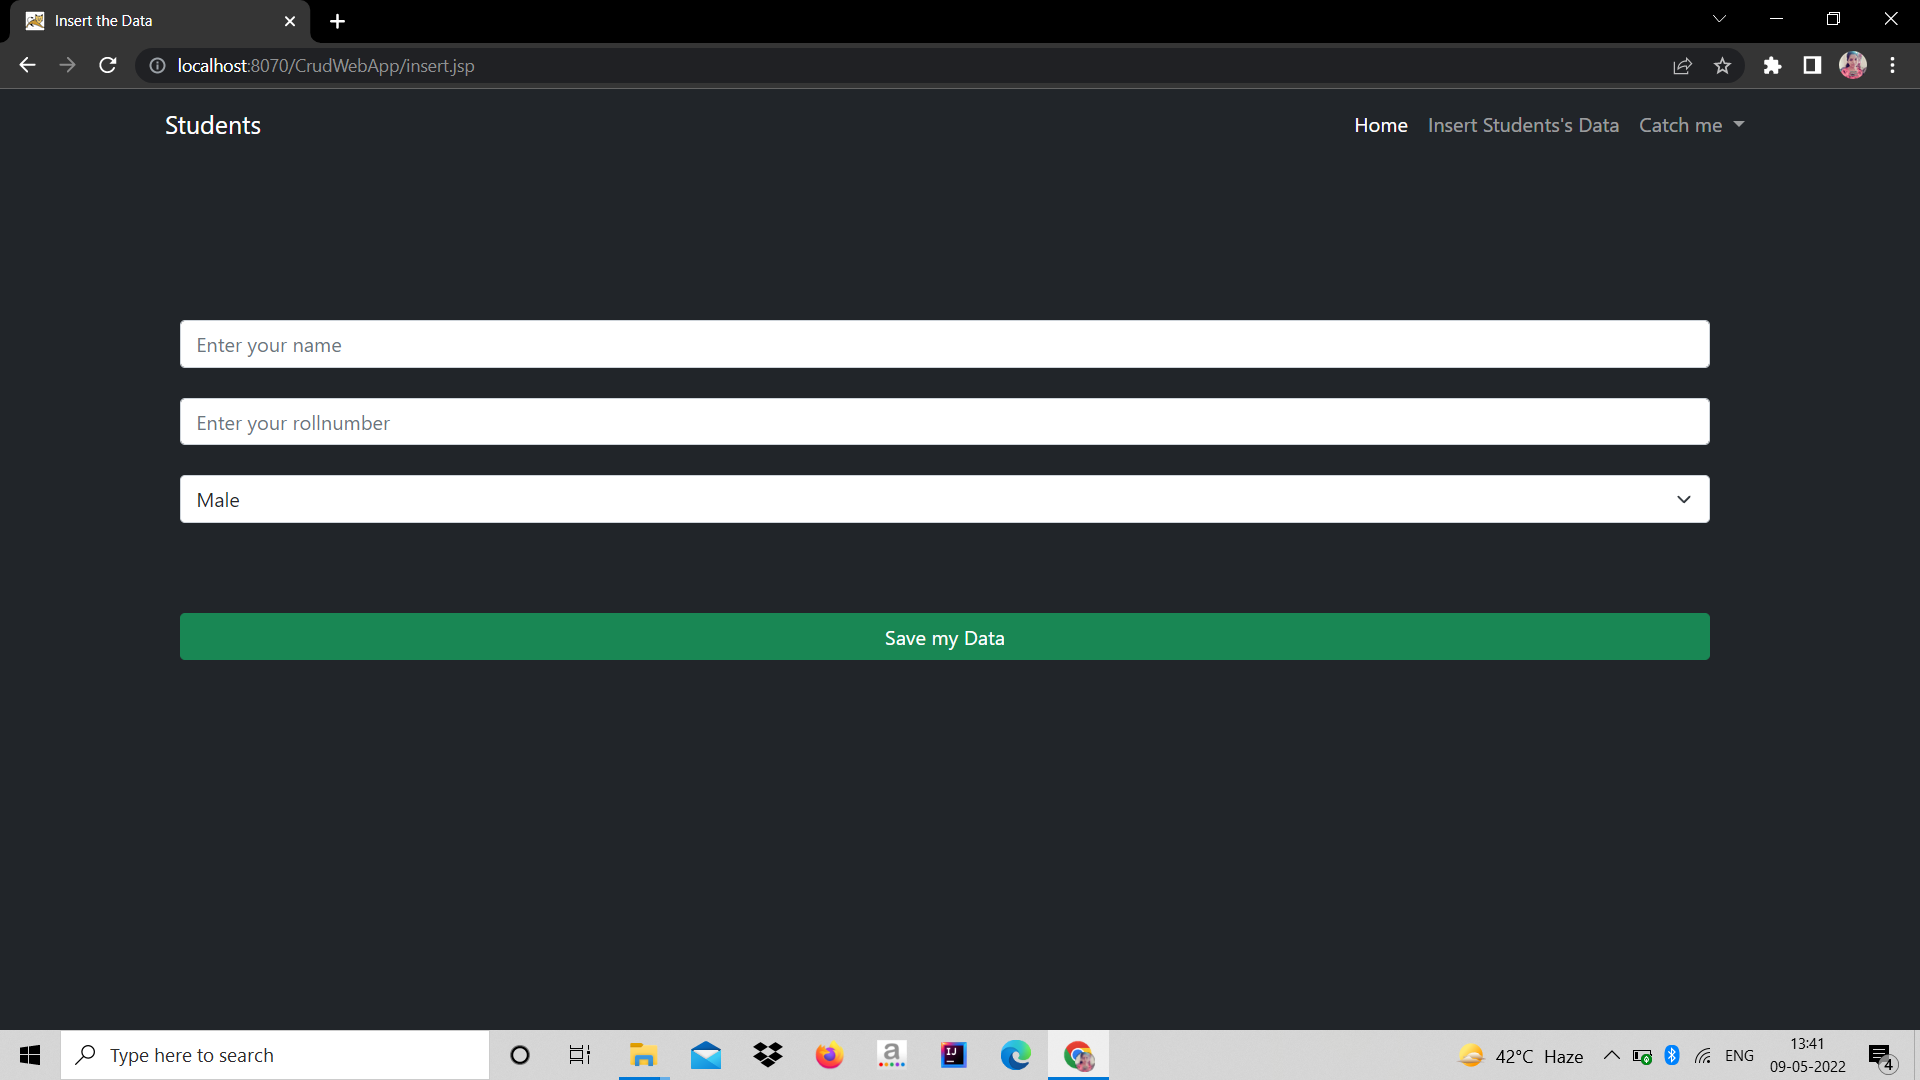 Insert the Data
localhost:8070/CrudWebApp/insert.jsp
Students
Home Insert Students's Data Catch me
Enter your name
Enter your rollnumber
Male
Save my Data
Type here to search
a
IJ
42°C Haze
ENG
13:41
09-05-2022
4